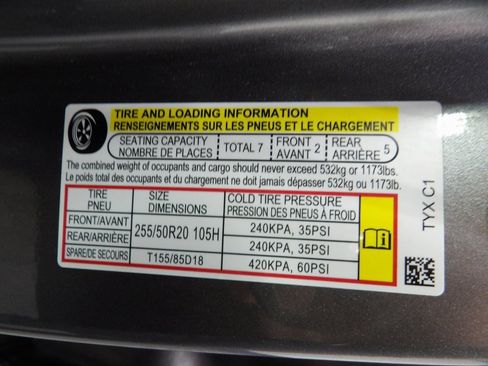 TIRE AND LOADING INFORMATION
RENSEIGNEMENTS SUR LES PNEUS ET LE CHARGEMENT
SEATING CAPACITY TOTAL 7 FRONT 2 REAR 5
NOMBRE DE PLACES AVANT ARRIÈRE
The combined weight of occupants and cargo should never exceed 532kg or 1173lbs.
Le poids total des occupants et du chargement ne doit jamais dépasser 532kg ou 1173lbs.
TIRE SIZE COLD TIRE PRESSURE
PNEU DIMENSIONS PRESSION DES PNEUS À FROID
FRONT/AVANT 255/50R20 105H 240KPA, 35PSI
REAR/ARRIÈRE 240KPA, 35PSI
SPARE/DE SECOURS T155/85D18 420KPA, 60PSI
TYX C1